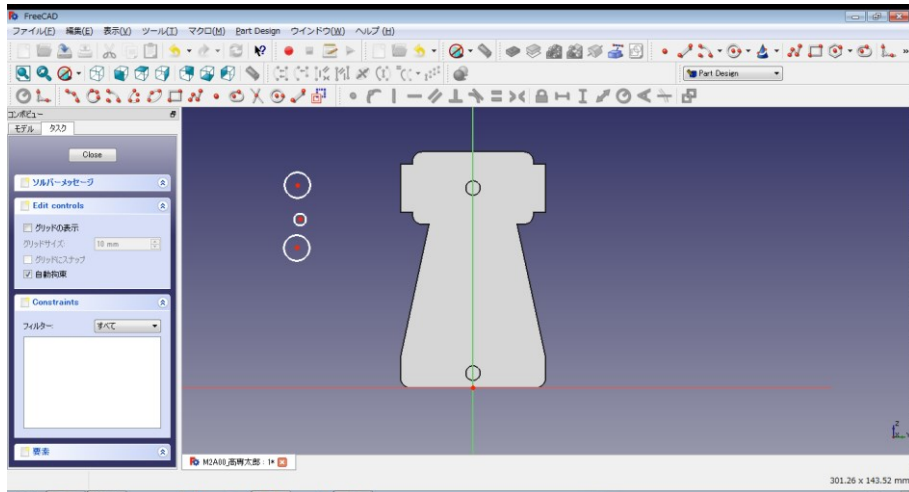 FreeCAD
ファイル(F) 編集(E) 表示(V) ツール(T) マクロ(M) Part Design ウインドウ(W) ヘルプ(H)
Part Design
コンボビュー
モデル タスク
Close
ソルバーメッセージ
Edit controls
グリッドの表示
グリッドサイズ: 10 mm
グリッドにスナップ
自動拘束
Constraints
フィルター: すべて
要素
M2A00_高専太郎 : 1*
301.26 x 143.52 mm